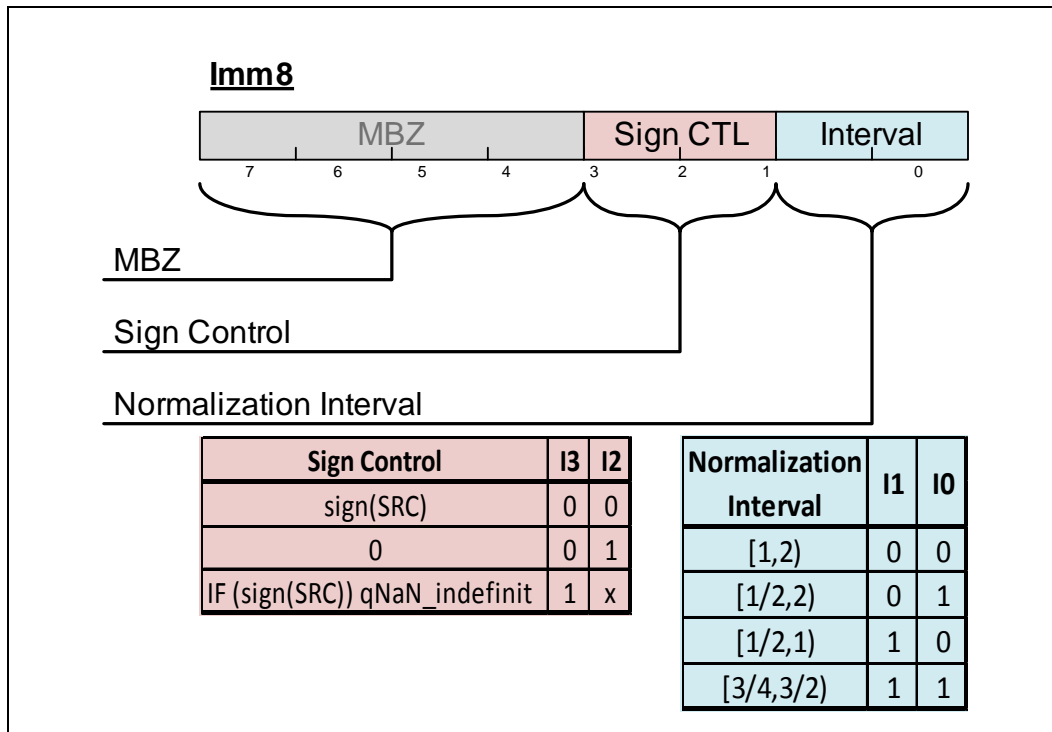 Imm8
MBZ Sign CTL Interval
7 6 5 4 3 2 1 0
MBZ
Sign Control
Normalization Interval
Sign Control I3 I2
sign(SRC) 0 0
0 0 1
IF (sign(SRC)) qNaN_indefinit 1 x
Normalization
Interval I1 I0
[1,2) 0 0
[1/2,2) 0 1
[1/2,1) 1 0
[3/4,3/2) 1 1